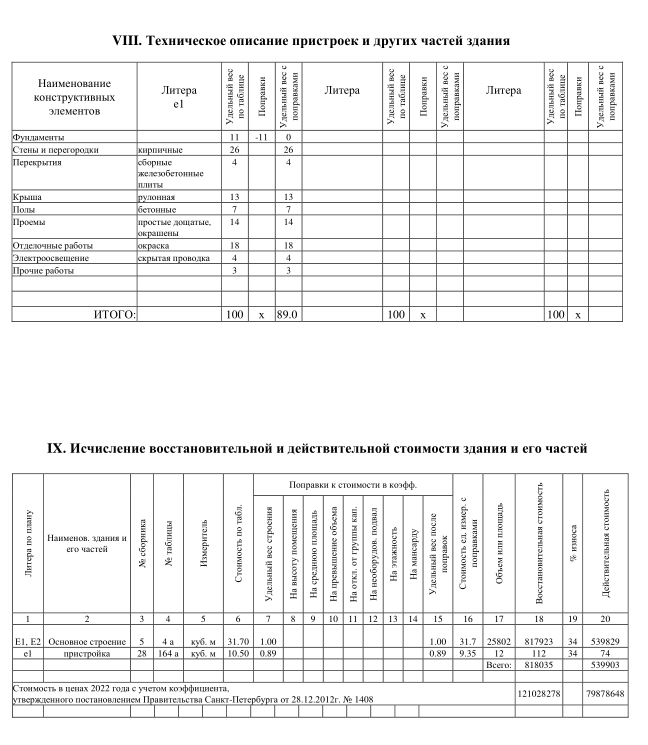 VIII. Техническое описание пристроек и других частей здания
Наименование конструктивных элементов Литера e1 Удельный вес по таблице Поправки Удельный вес с поправками Литера Удельный вес по таблице Поправки Удельный вес с поправками Литера Удельный вес по таблице Поправки Удельный вес с поправками
Фундаменты 11 -11 0
Стены и перегородки кирпичные 26 26
Перекрытия сборные 4 4
железобетонные
плиты
Крыша рулонная 13 13
Полы бетонные 7 7
Проемы простые дощатые, 14 14
окрашены
Отделочные работы окраска 18 18
Электроосвещение скрытая проводка 4 4
Прочие работы 3 3
ИТОГО: 100 x 89.0 100 x 100 x
IX. Исчисление восстановительной и действительной стоимости здания и его частей
Литера по плану Наименов. здания и его частей № сборника № таблицы Измеритель Стоимость по табл. Поправки к стоимости в коэфф. Удельный вес строения На высоту помещения На среднюю площадь На превышение объема На откл. от группы кап. На необорудов. подвал На этажность На мансарду Удельный вес после поправок Стоимость ед. измер. с поправками Объем или площадь Восстановительная стоимость % износа Действительная стоимость
1 2 3 4 5 6 7 8 9 10 11 12 13 14 15 16 17 18 19 20
E1, E2 Основное строение 5 4 а куб. м 31.70 1.00 1.00 31.7 25802 817923 34 539829
e1 пристройка 28 164 а куб. м 10.50 0.89 0.89 9.35 12 112 34 74
Всего: 818035 539903
Стоимость в ценах 2022 года с учетом коэффициента,
утвержденного постановлением Правительства Санкт-Петербурга от 28.12.2012г. № 1408 121028278 79878648